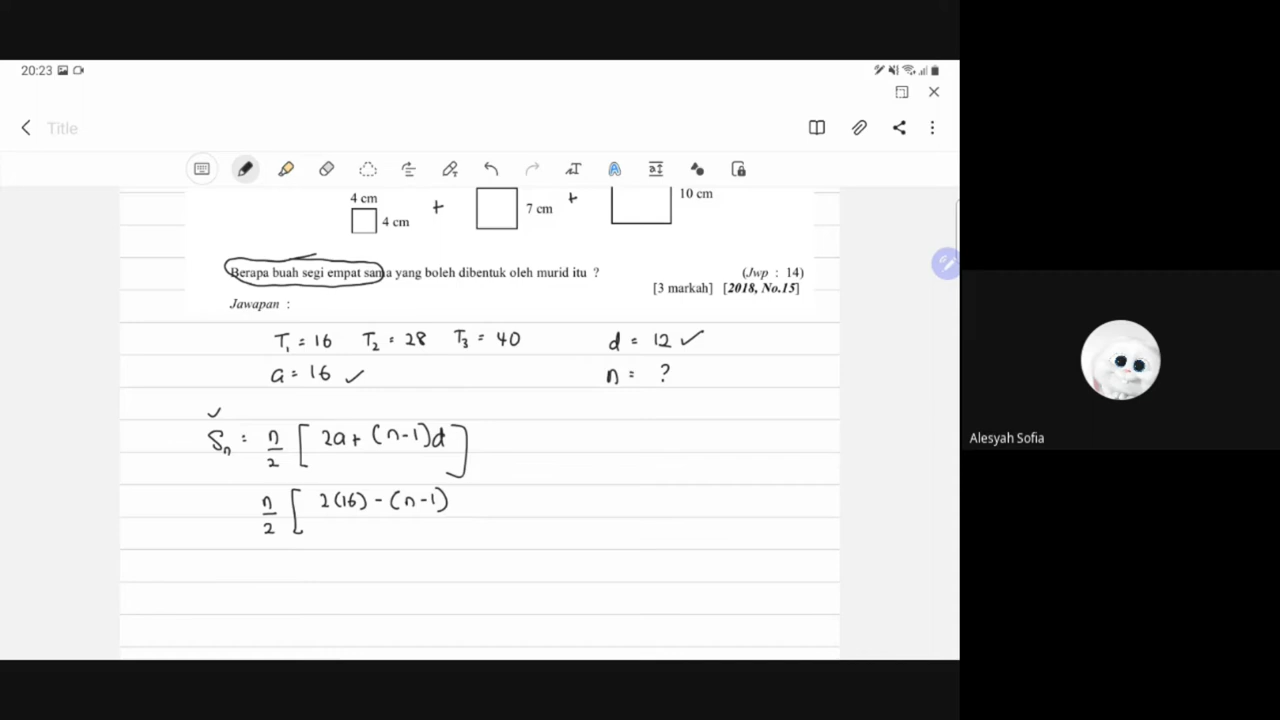 20:23
Title
4 cm
4 cm + 7 cm + 10 cm
Berapa buah segi empat sama yang boleh dibentuk oleh murid itu ? (Jwp : 14)
[3 markah] [2018, No.15]
Jawapan :
T₁ = 16 T₂ = 28 T₃ = 40 d = 12 ✓
a = 16 ✓ n = ?
✓
Sₙ = n/2 [ 2a + (n-1)d ]
n/2 [ 2(16) - (n-1)
Alesyah Sofia